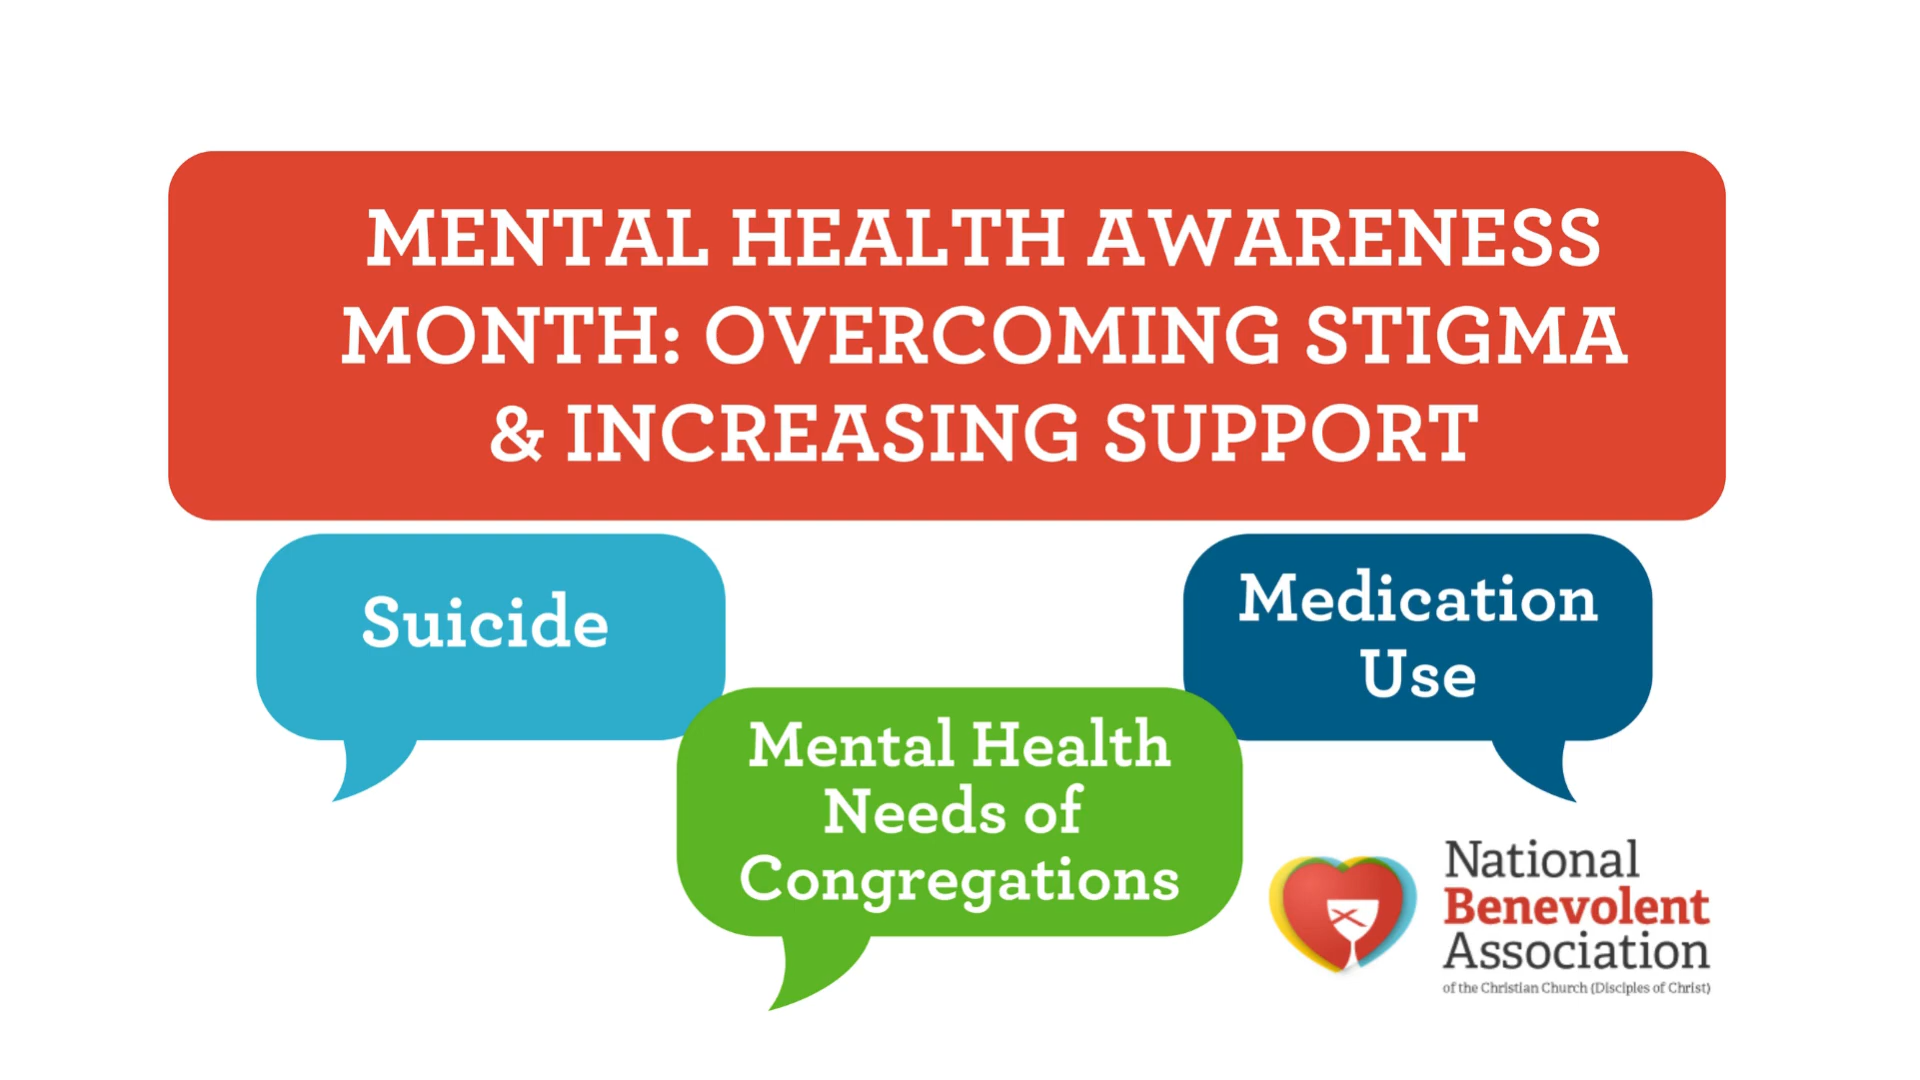 MENTAL HEALTH AWARENESS
MONTH: OVERCOMING STIGMA
& INCREASING SUPPORT
Suicide
Medication
Use
Mental Health
Needs of
Congregations
National
Benevolent
Association
of the Christian Church (Disciples of Christ)